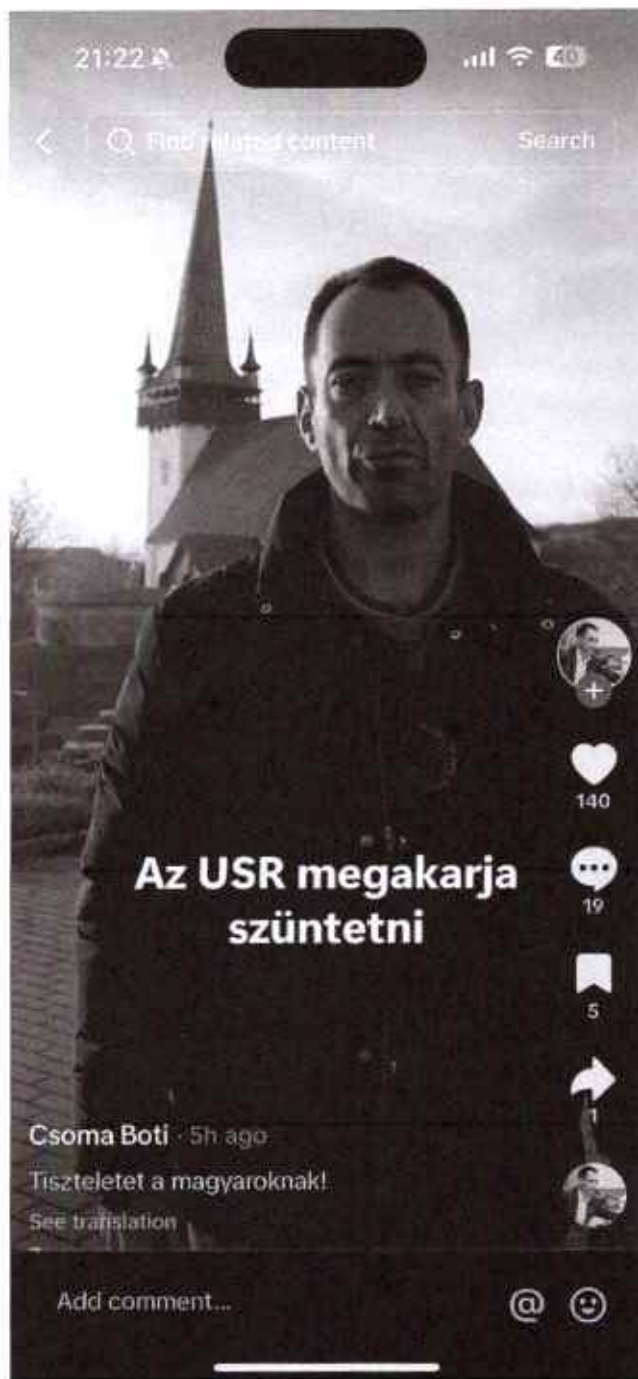 21:22
40
Find related content
Search
140
Az USR megakarja
szüntetni
19
5
1
Csoma Boti · 5h ago
Tiszteletet a magyaroknak!
See translation
Add comment...